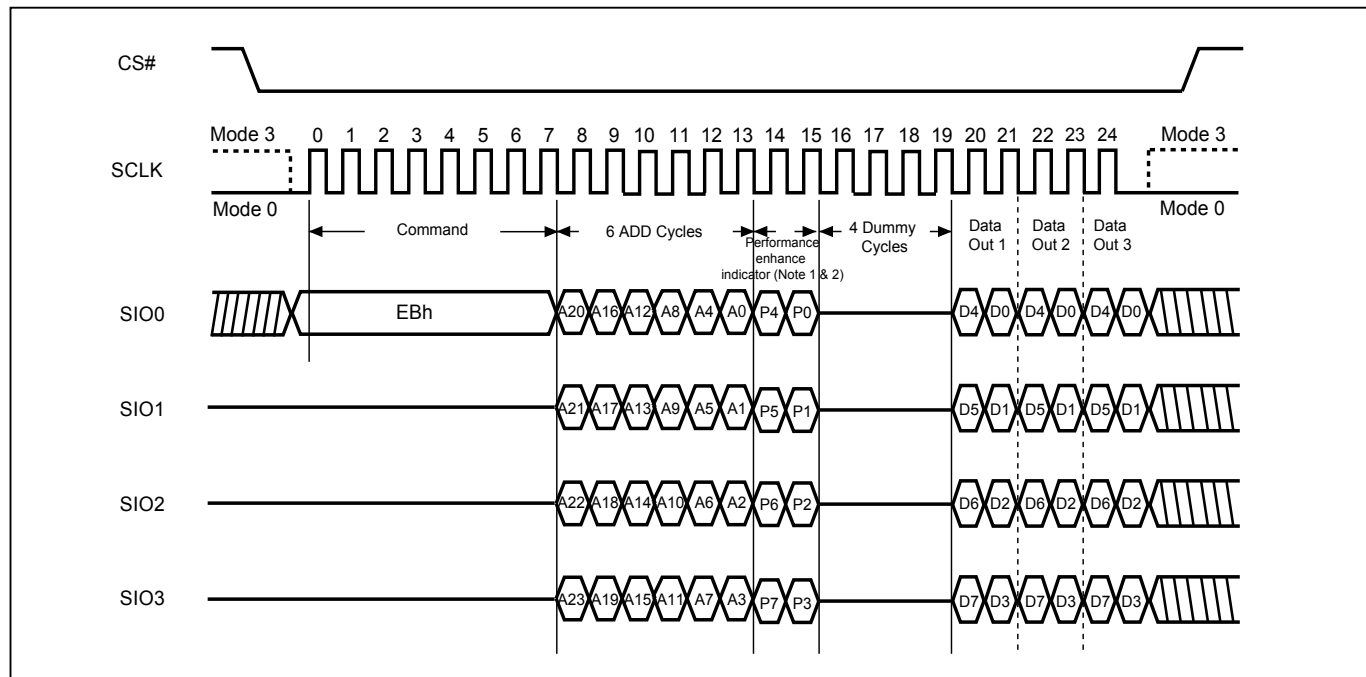 CS#
Mode 3 0 1 2 3 4 5 6 7 8 9 10 11 12 13 14 15 16 17 18 19 20 21 22 23 24 Mode 3
SCLK
Mode 0 Mode 0
Command 6 ADD Cycles Performance enhance indicator (Note 1 & 2) 4 Dummy Cycles Data Out 1 Data Out 2 Data Out 3
SIO0 EBh A20 A16 A12 A8 A4 A0 P4 P0 D4 D0 D4 D0 D4 D0
SIO1 A21 A17 A13 A9 A5 A1 P5 P1 D5 D1 D5 D1 D5 D1
SIO2 A22 A18 A14 A10 A6 A2 P6 P2 D6 D2 D6 D2 D6 D2
SIO3 A23 A19 A15 A11 A7 A3 P7 P3 D7 D3 D7 D3 D7 D3